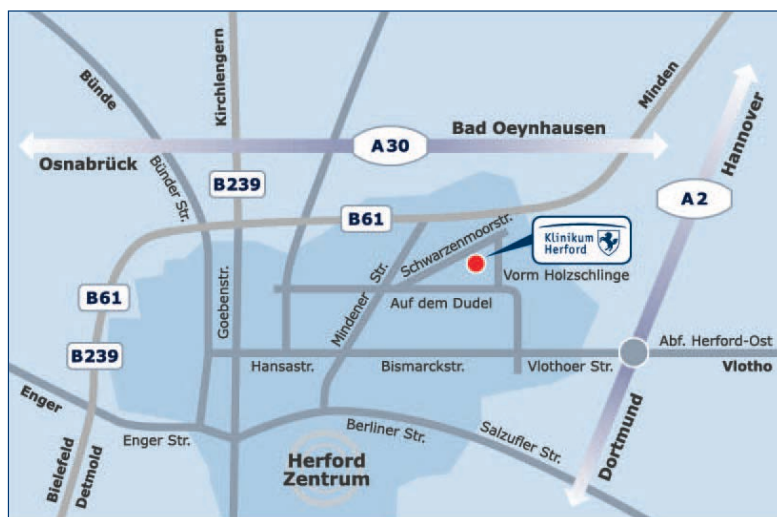 Bünde
Kirchlengern
Minden
Hannover
Osnabrück
A30
Bad Oeynhausen
Bünder Str.
B239
A2
B61
Schwarzenmoorstr.
Klinikum
Herford
Vorm Holzschlinge
B61
Goebenstr.
Mindener Str.
Auf dem Dudel
B239
Hansastr.
Bismarckstr.
Vlothoer Str.
Abf. Herford-Ost
Vlotho
Enger
Enger Str.
Berliner Str.
Salzufler Str.
Dortmund
Bielefeld
Detmold
Herford
Zentrum